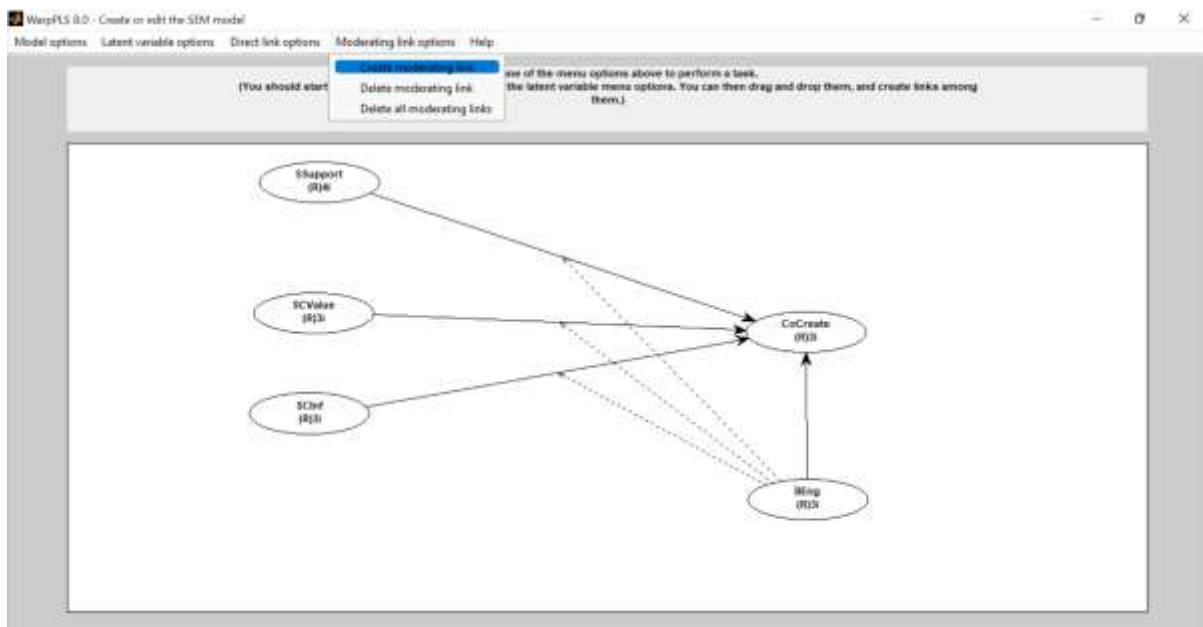 WarpPLS 8.0 - Create or edit the SEM model
Model options Latent variable options Direct link options Moderating link options Help
Create moderating link
Delete moderating link
Delete all moderating links
one of the menu options above to perform a task.
(You should start the latent variable menu options. You can then drag and drop them, and create links among
them.)
SSupport
(R)4i
SCValue
(R)3i
CoCreate
(R)3i
SCInf
(R)3i
(R)3i